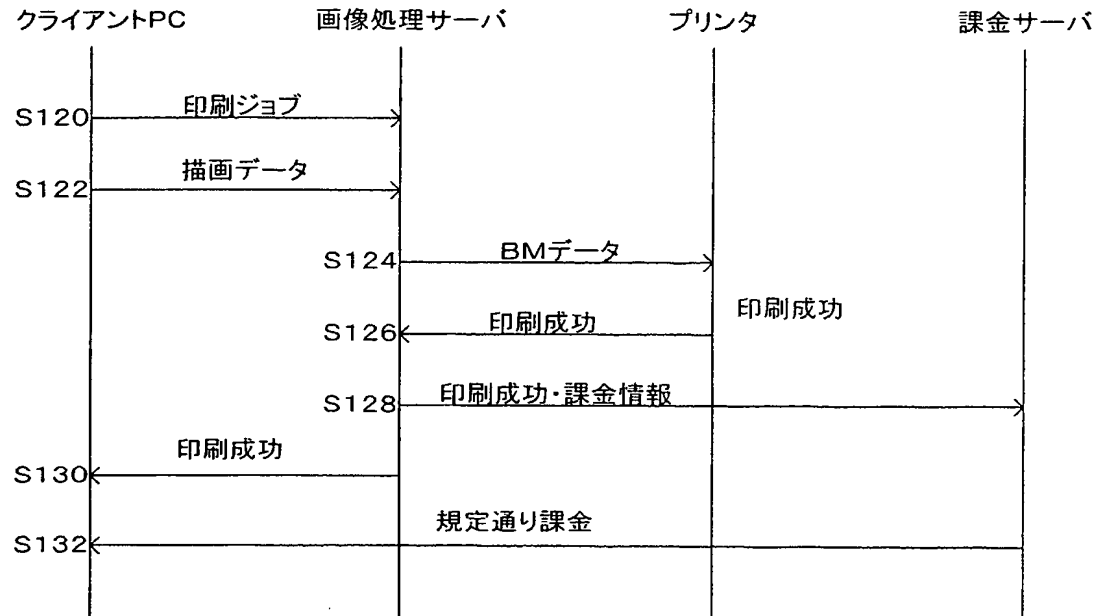 クライアントPC
画像処理サーバ
プリンタ
課金サーバ
S120
印刷ジョブ
S122
描画データ
S124
BMデータ
印刷成功
S126
印刷成功
S128
印刷成功・課金情報
S130
印刷成功
S132
規定通り課金